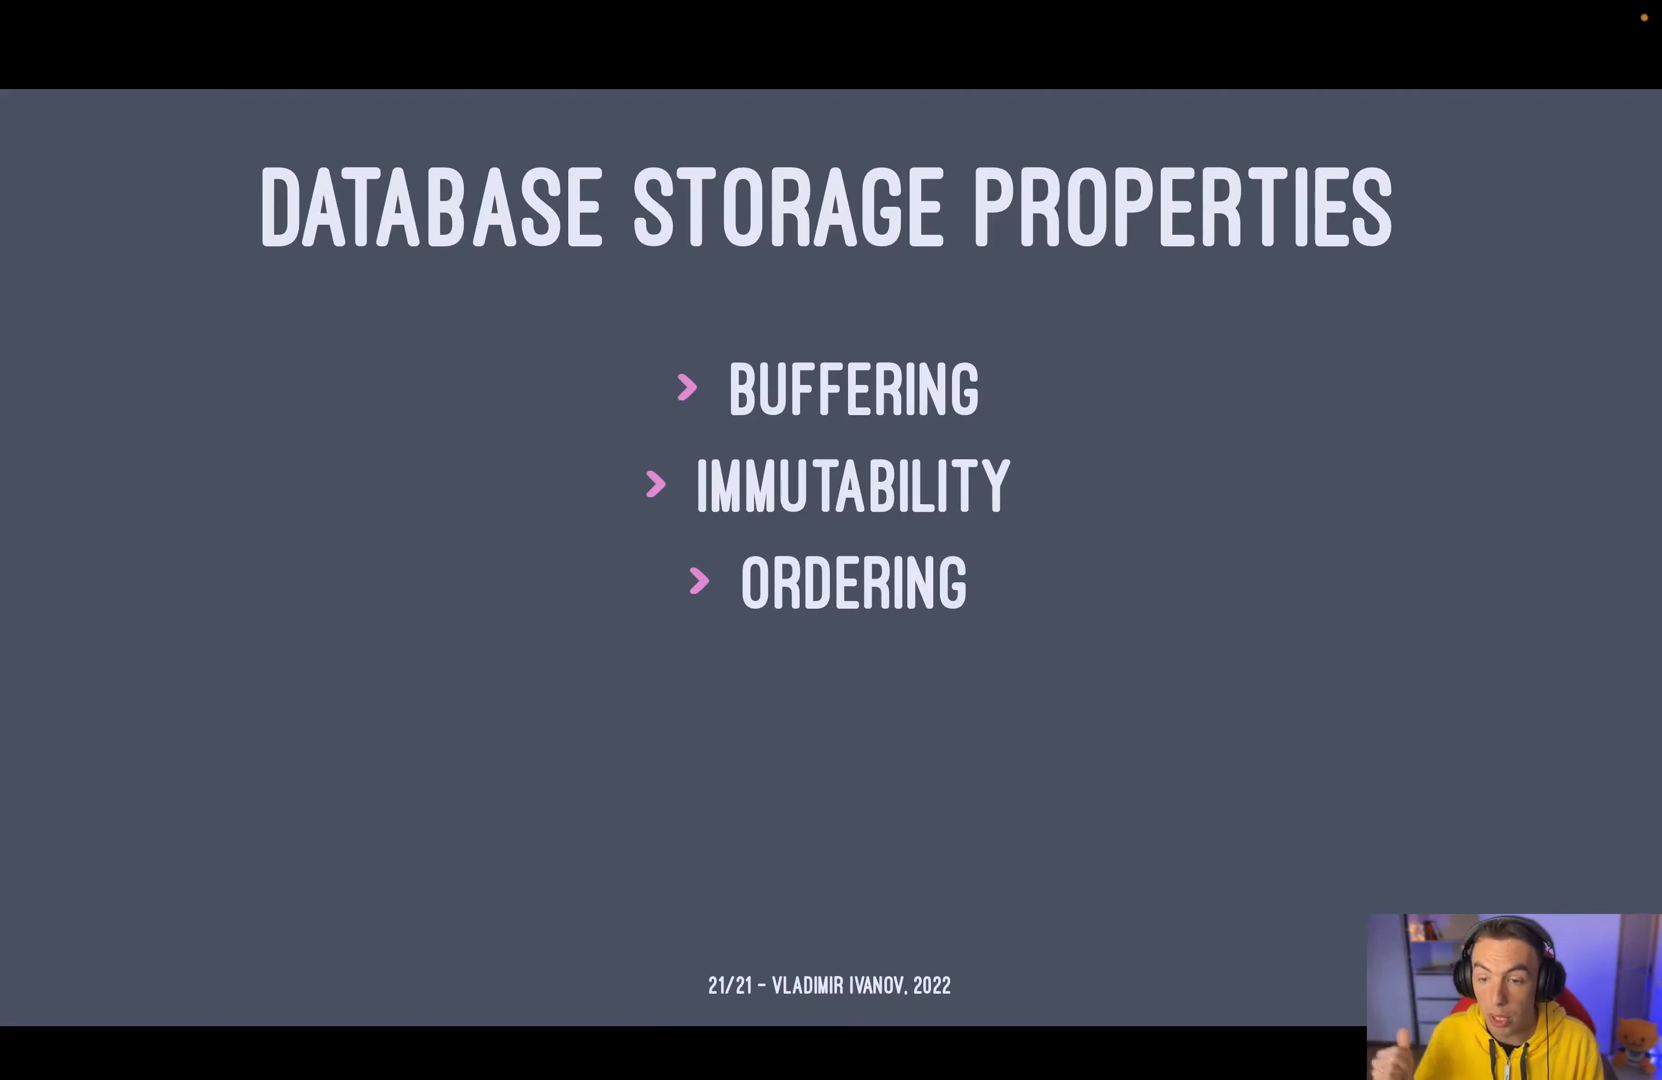 DATABASE STORAGE PROPERTIES
> BUFFERING
> IMMUTABILITY
> ORDERING
21/21 - VLADIMIR IVANOV, 2022